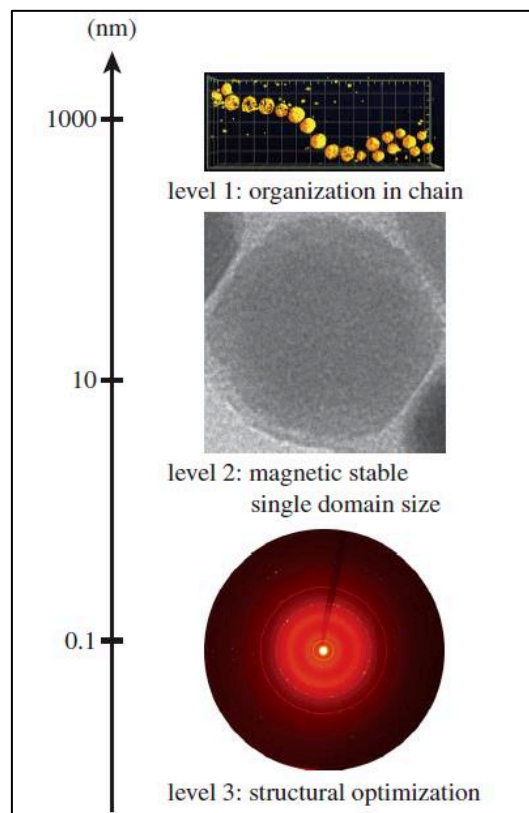 (nm)
1000
level 1: organization in chain
10
level 2: magnetic stable
single domain size
0.1
level 3: structural optimization